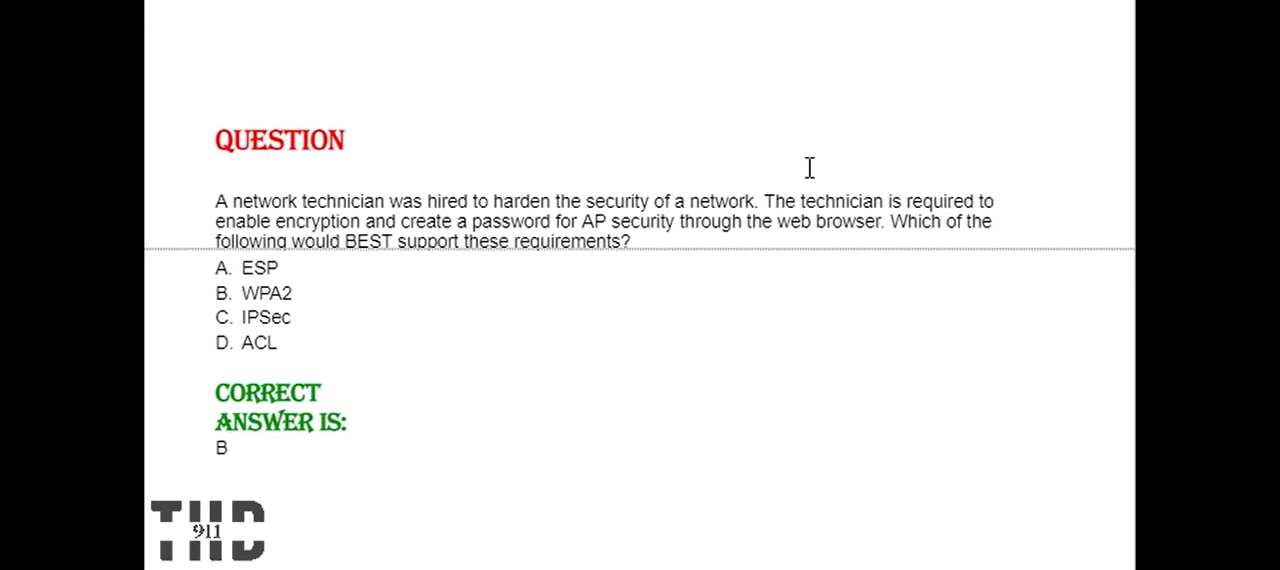 QUESTION
A network technician was hired to harden the security of a network. The technician is required to
enable encryption and create a password for AP security through the web browser. Which of the
following would BEST support these requirements?
A. ESP
B. WPA2
C. IPSec
D. ACL
CORRECT
ANSWER IS:
B
THD
911